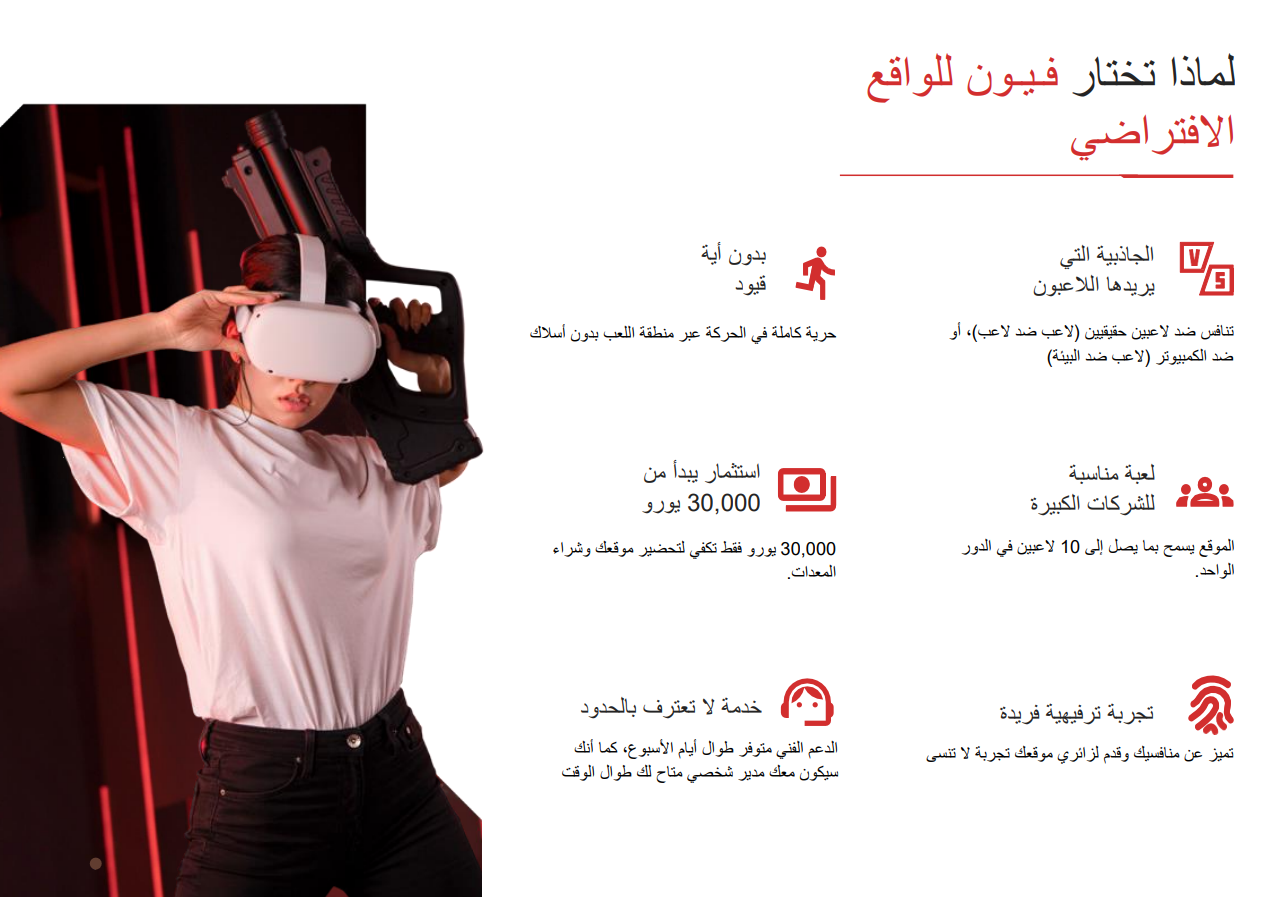 لماذا تختار فـيـون للواقع
الافتراضي
V
S
الجاذبية التي
يريدها اللاعبون
تنافس ضد لاعبين حقيقيين (لاعب ضد لاعب)، أو
ضد الكمبيوتر (لاعب ضد البيئة)
بدون أية
قيود
حرية كاملة في الحركة عبر منطقة اللعب بدون أسلاك
لعبة مناسبة
للشركات الكبيرة
الموقع يسمح بما يصل إلى 10 لاعبين في الدور
الواحد.
استثمار يبدأ من
30,000 يورو
30,000 يورو فقط تكفي لتحضير موقعك وشراء
المعدات.
تجربة ترفيهية فريدة
تميز عن منافسيك وقدم لزائري موقعك تجربة لا تنسى
خدمة لا تعترف بالحدود
الدعم الفني متوفر طوال أيام الأسبوع، كما أنك
سيكون معك مدير شخصي متاح لك طوال الوقت